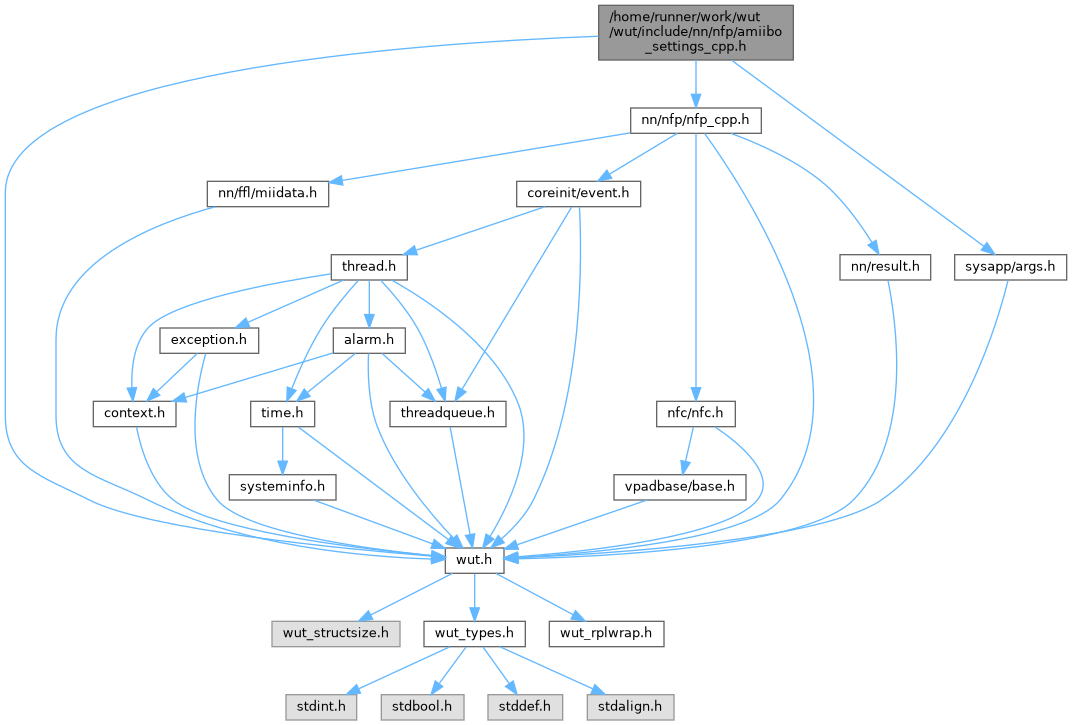 /home/runner/work/wut
/wut/include/nn/nfp/amiibo
_settings_cpp.h
nn/nfp/nfp_cpp.h
nn/ffl/miidata.h
coreinit/event.h
thread.h
nn/result.h
sysapp/args.h
exception.h
alarm.h
context.h
time.h
threadqueue.h
nfc/nfc.h
systeminfo.h
vpadbase/base.h
wut.h
wut_structsize.h
wut_types.h
wut_rplwrap.h
stdint.h
stdbool.h
stddef.h
stdalign.h